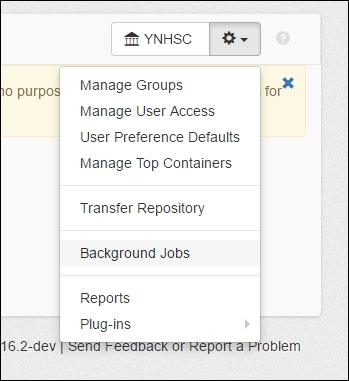 YNHSC
no purpos
for
Manage Groups
Manage User Access
User Preference Defaults
Manage Top Containers
Transfer Repository
Background Jobs
Reports
Plug-ins
16.2-dev | Send Feedback or Report a Problem